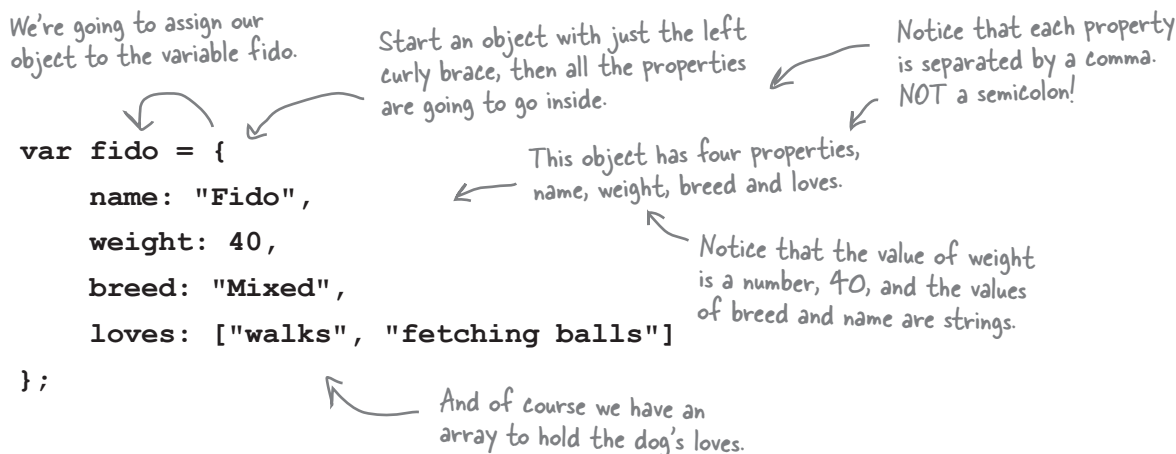 We're going to assign our
object to the variable fido.
Start an object with just the left
curly brace, then all the properties
are going to go inside.
Notice that each property
is separated by a comma.
NOT a semicolon!
var fido = {
name: "Fido",
weight: 40,
breed: "Mixed",
loves: ["walks", "fetching balls"]
};
This object has four properties,
name, weight, breed and loves.
Notice that the value of weight
is a number, 40, and the values
of breed and name are strings.
And of course we have an
array to hold the dog's loves.